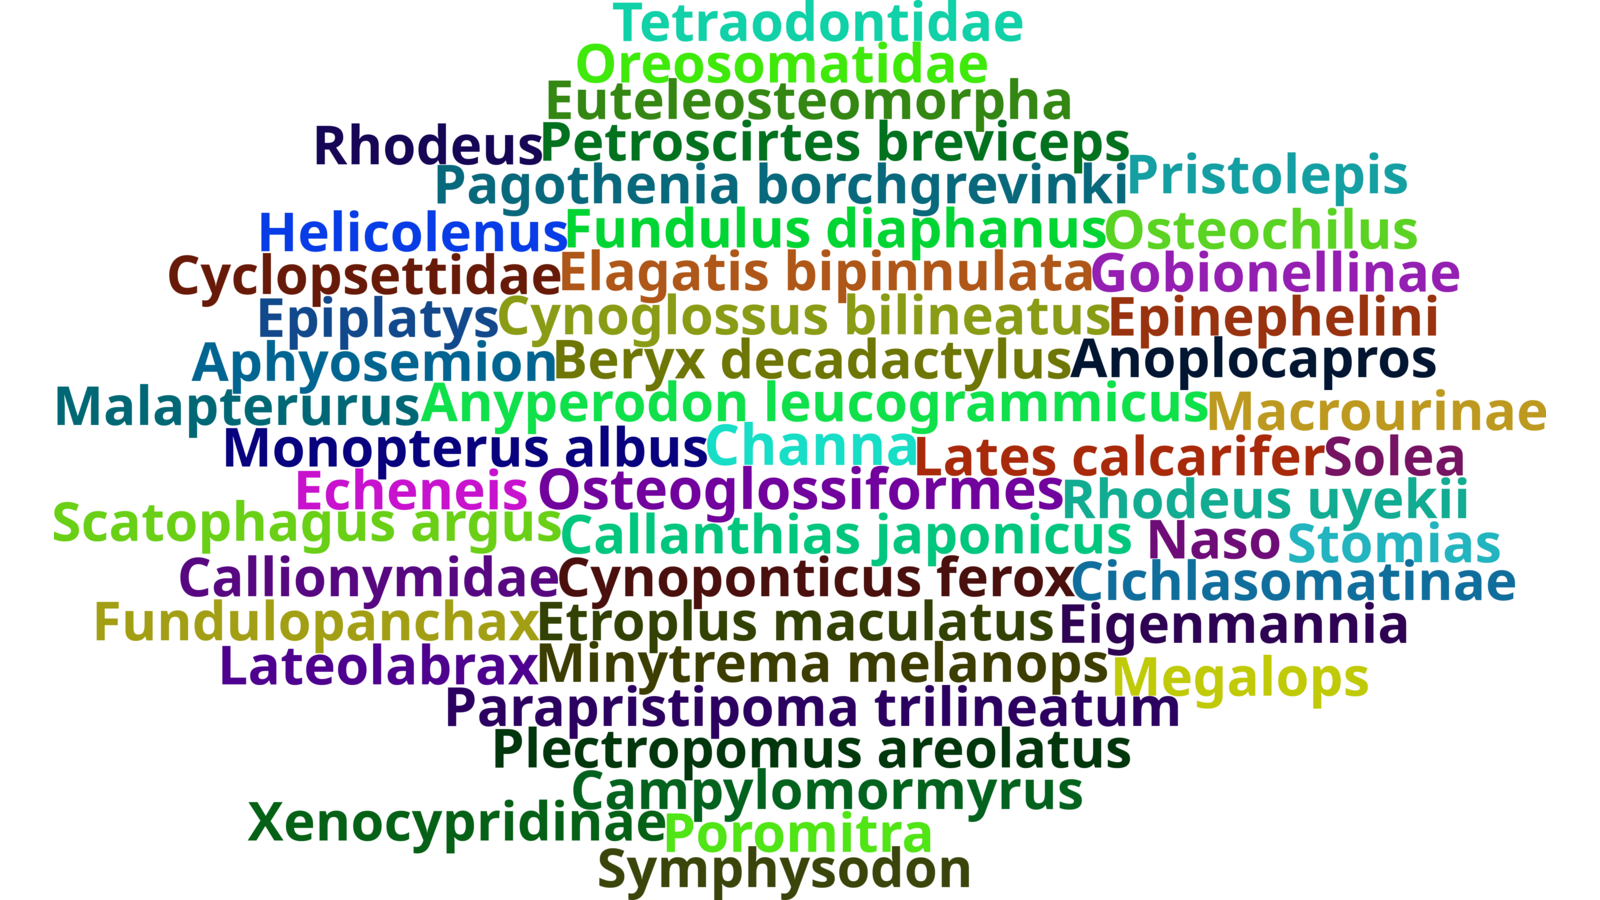 Tetraodontidae
Oreosomatidae
Euteleosteomorpha
Rhodeus Petroscirtes breviceps
Pagothenia borchgrevinki Pristolepis
Helicolenus Fundulus diaphanus Osteochilus
Cyclopsettidae Elagatis bipinnulata Gobionellinae
Epiplatys Cynoglossus bilineatus Epinephelini
Aphyosemion Beryx decadactylus Anoplocapros
Malapterurus Anyperodon leucogrammicus Macrourinae
Monopterus albus Channa Lates calcarifer Solea
Echeneis Osteoglossiformes Rhodeus uyekii
Scatophagus argus Callanthias japonicus Naso Stomias
Callionymidae Cynoponticus ferox Cichlasomatinae
Fundulopanchax Etroplus maculatus Eigenmannia
Lateolabrax Minytrema melanops Megalops
Parapristipoma trilineatum
Plectropomus areolatus
Campylomormyrus
Xenocypridinae Poromitra
Symphysodon